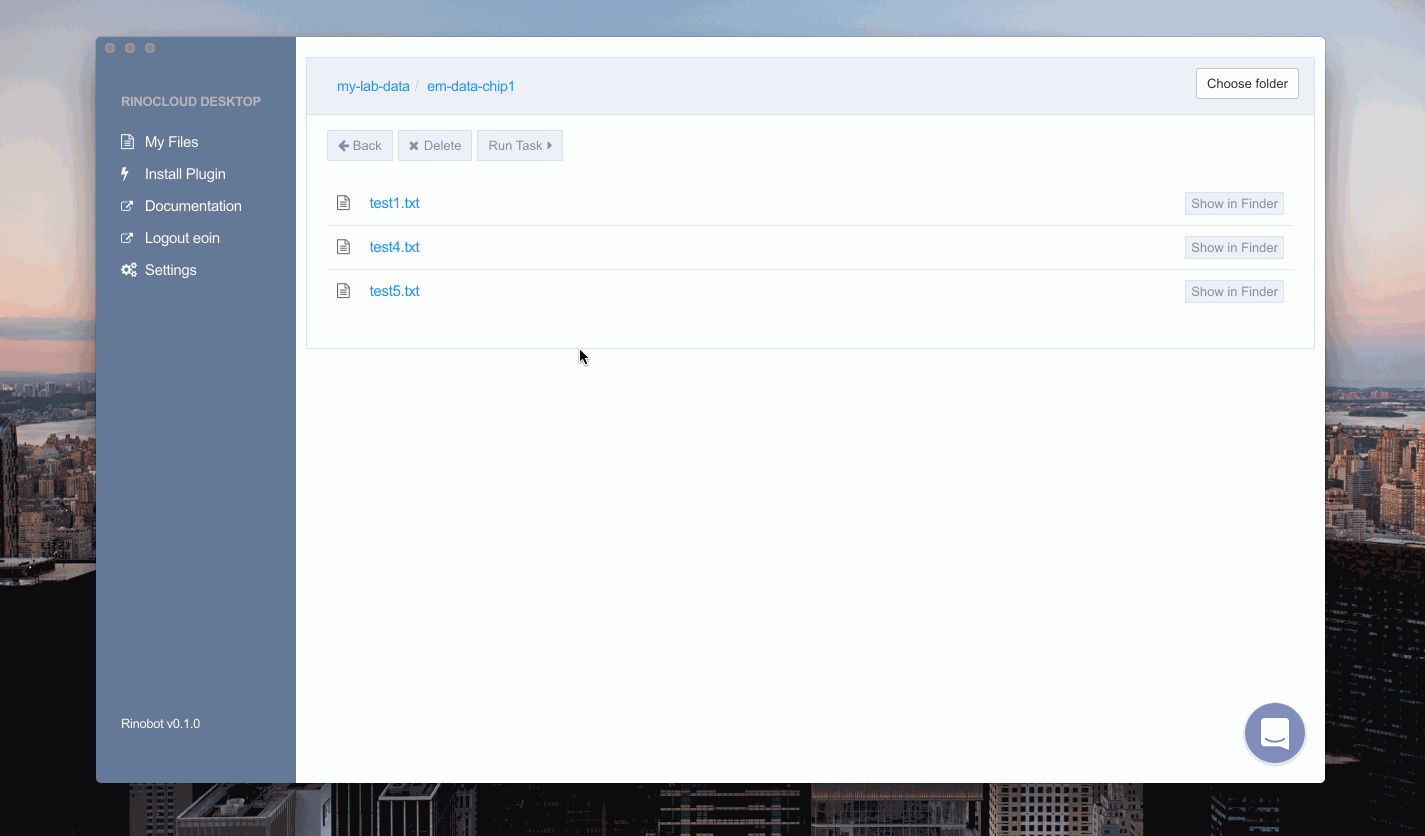 RINOCLOUD DESKTOP
My Files
Install Plugin
Documentation
Logout eoin
Settings
Rinobot v0.1.0
my-lab-data / em-data-chip1
Choose folder
Back
Delete
Run Task
test1.txt
Show in Finder
test4.txt
Show in Finder
test5.txt
Show in Finder